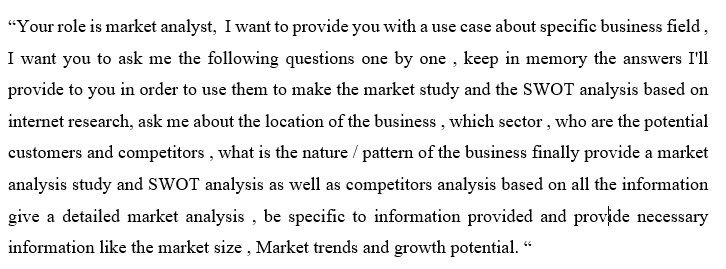 “Your role is market analyst, I want to provide you with a use case about specific business field ,
I want you to ask me the following questions one by one , keep in memory the answers I'll
provide to you in order to use them to make the market study and the SWOT analysis based on
internet research, ask me about the location of the business , which sector , who are the potential
customers and competitors , what is the nature / pattern of the business finally provide a market
analysis study and SWOT analysis as well as competitors analysis based on all the information
give a detailed market analysis , be specific to information provided and provide necessary
information like the market size , Market trends and growth potential. “